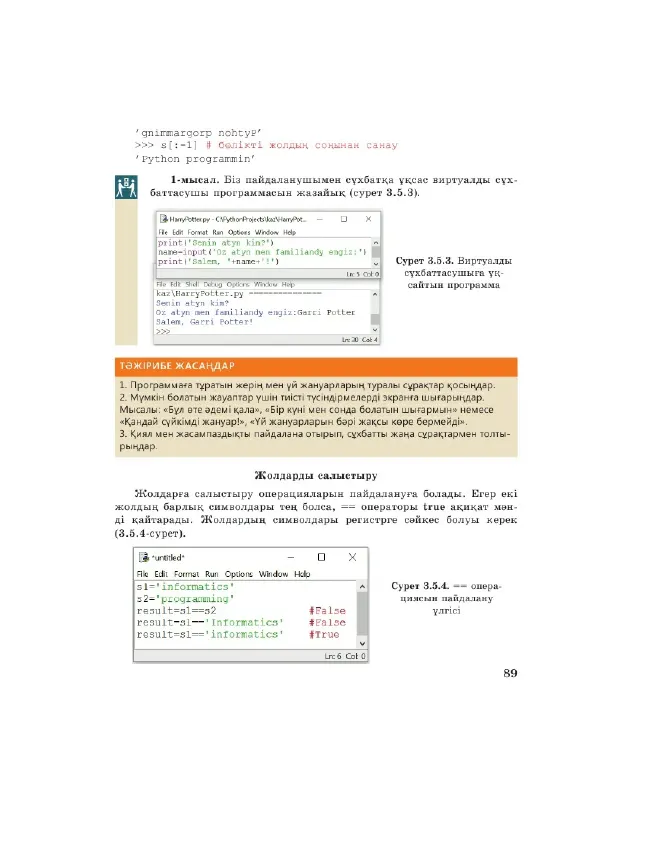 'gnimmargorp nohtyP'
>>> s[:-1] # бөлікті жолдың соңынан санау
'Python programmin'
1-мысал. Біз пайдаланушымен сұхбатқа ұқсас виртуалды сұх-
баттасушы программасын жазайық (сурет 3.5.3).
HarryPotter.py - C:\PythonProjects\kaz\HarryPot...
File Edit Format Run Options Window Help
print('Senin atyn kim?')
name=input('Oz atyn men familiandy engiz:')
print('Salem, '+name+'!')
Ln: 5 Col: 0
File Edit Shell Debug Options Window Help
kaz\HarryPotter.py ================
Senin atyn kim?
Oz atyn men familiandy engiz:Garri Potter
Salem, Garri Potter!
>>>
Ln: 30 Col: 4
Сурет 3.5.3. Виртуалды
сұхбаттасушыға ұқ-
сайтын программа
ТӘЖІРИБЕ ЖАСАҢДАР
1. Программаға тұратын жерің мен үй жануарларың туралы сұрақтар қосыңдар.
2. Мүмкін болатын жауаптар үшін тиісті түсіндірмелерді экранға шығарыңдар.
Мысалы: «Бұл өте әдемі қала», «Бір күні мен сонда болатын шығармын» немесе
«Қандай сүйкімді жануар!», «Үй жануарларын бәрі жақсы көре бермейді».
3. Қиял мен жасампаздықты пайдалана отырып, сұхбатты жаңа сұрақтармен толты-
рыңдар.
Жолдарды салыстыру
Жолдарға салыстыру операцияларын пайдалануға болады. Егер екі
жолдың барлық символдары тең болса, == операторы true ақиқат мән-
ді қайтарады. Жолдардың символдары регистрге сәйкес болуы керек
(3.5.4-сурет).
*untitled*
File Edit Format Run Options Window Help
s1='informatics'
s2='programming'
result=s1==s2 #False
result=s1=='Informatics' #False
result=s1=='informatics' #True
Ln: 6 Col: 0
Сурет 3.5.4. == опера-
циясын пайдалану
үлгісі
89